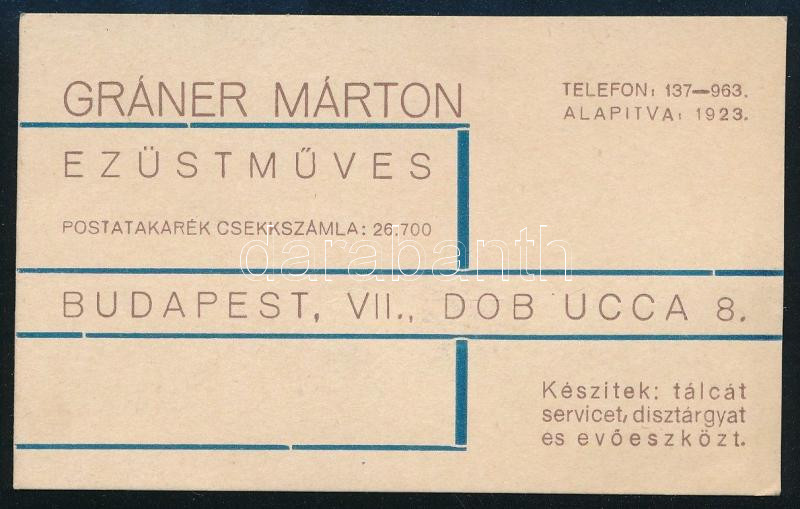 GRÁNER MÁRTON
EZÜSTMŰVES
POSTATAKARÉK CSEKKSZÁMLA: 26.700
TELEFON: 137—963.
ALAPITVA: 1923.
darabanth
BUDAPEST, VII., DOB UCCA 8.
Készitek: tálcát
servicet, disztárgyat
és evőeszközt.